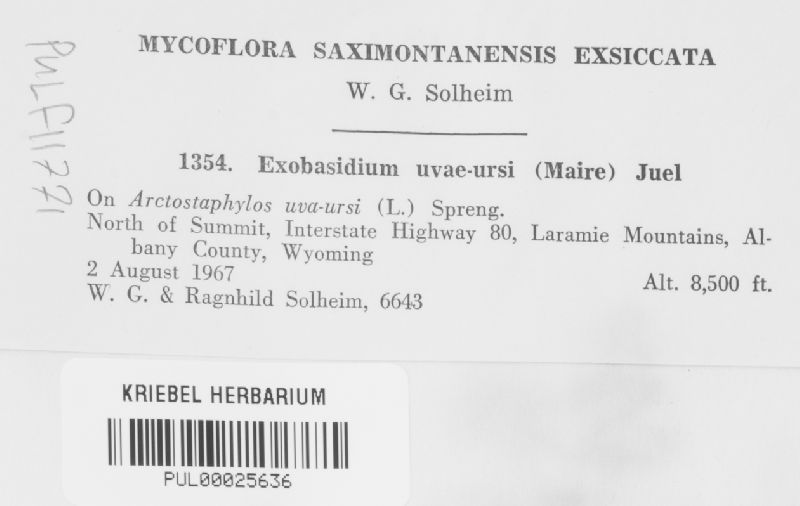 MYCOFLORA SAXIMONTANENSIS EXSICCATA
W. G. Solheim
1354. Exobasidium uvae-ursi (Maire) Juel
On Arctostaphylos uva-ursi (L.) Spreng.
North of Summit, Interstate Highway 80, Laramie Mountains, Al-
bany County, Wyoming
2 August 1967
Alt. 8,500 ft.
W. G. & Ragnhild Solheim, 6643
PUL F11771
KRIEBEL HERBARIUM
PUL00025636